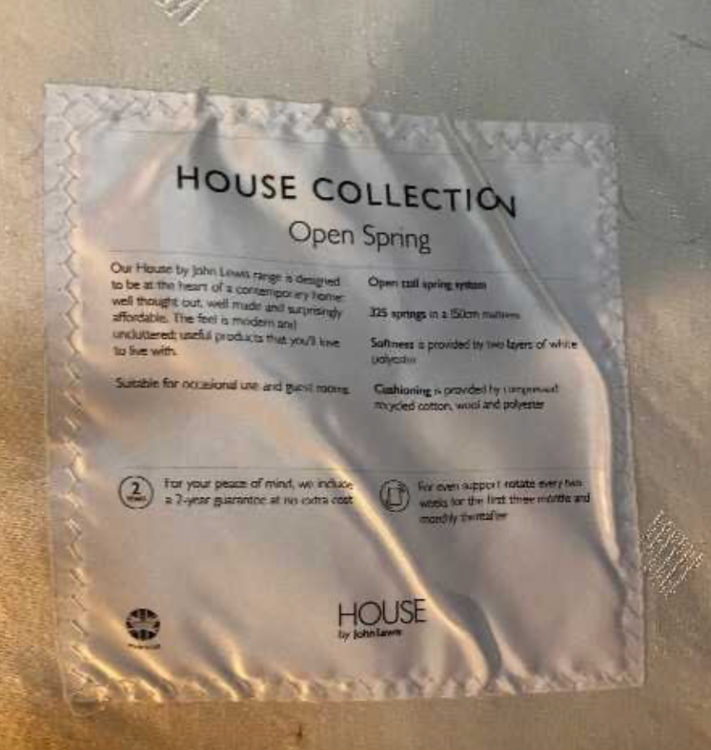 HOUSE COLLECTION
Open Spring
Our House by John Lewis range is designed
to be at the heart of a contemporary home:
well thought out, well made and surprisingly
affordable. The feel is modern and
uncluttered; useful products that you'll love
to live with.
Suitable for occasional use and guest rooms.
Open coil spring system
325 springs in a 150cm mattress
Softness is provided by two layers of white
polyester
Cushioning is provided by compressed
recycled cotton, wool and polyester
2
YEARS
For your peace of mind, we include
a 2-year guarantee at no extra cost
For even support rotate every two
weeks for the first three months and
monthly thereafter
HOUSE
by John Lewis